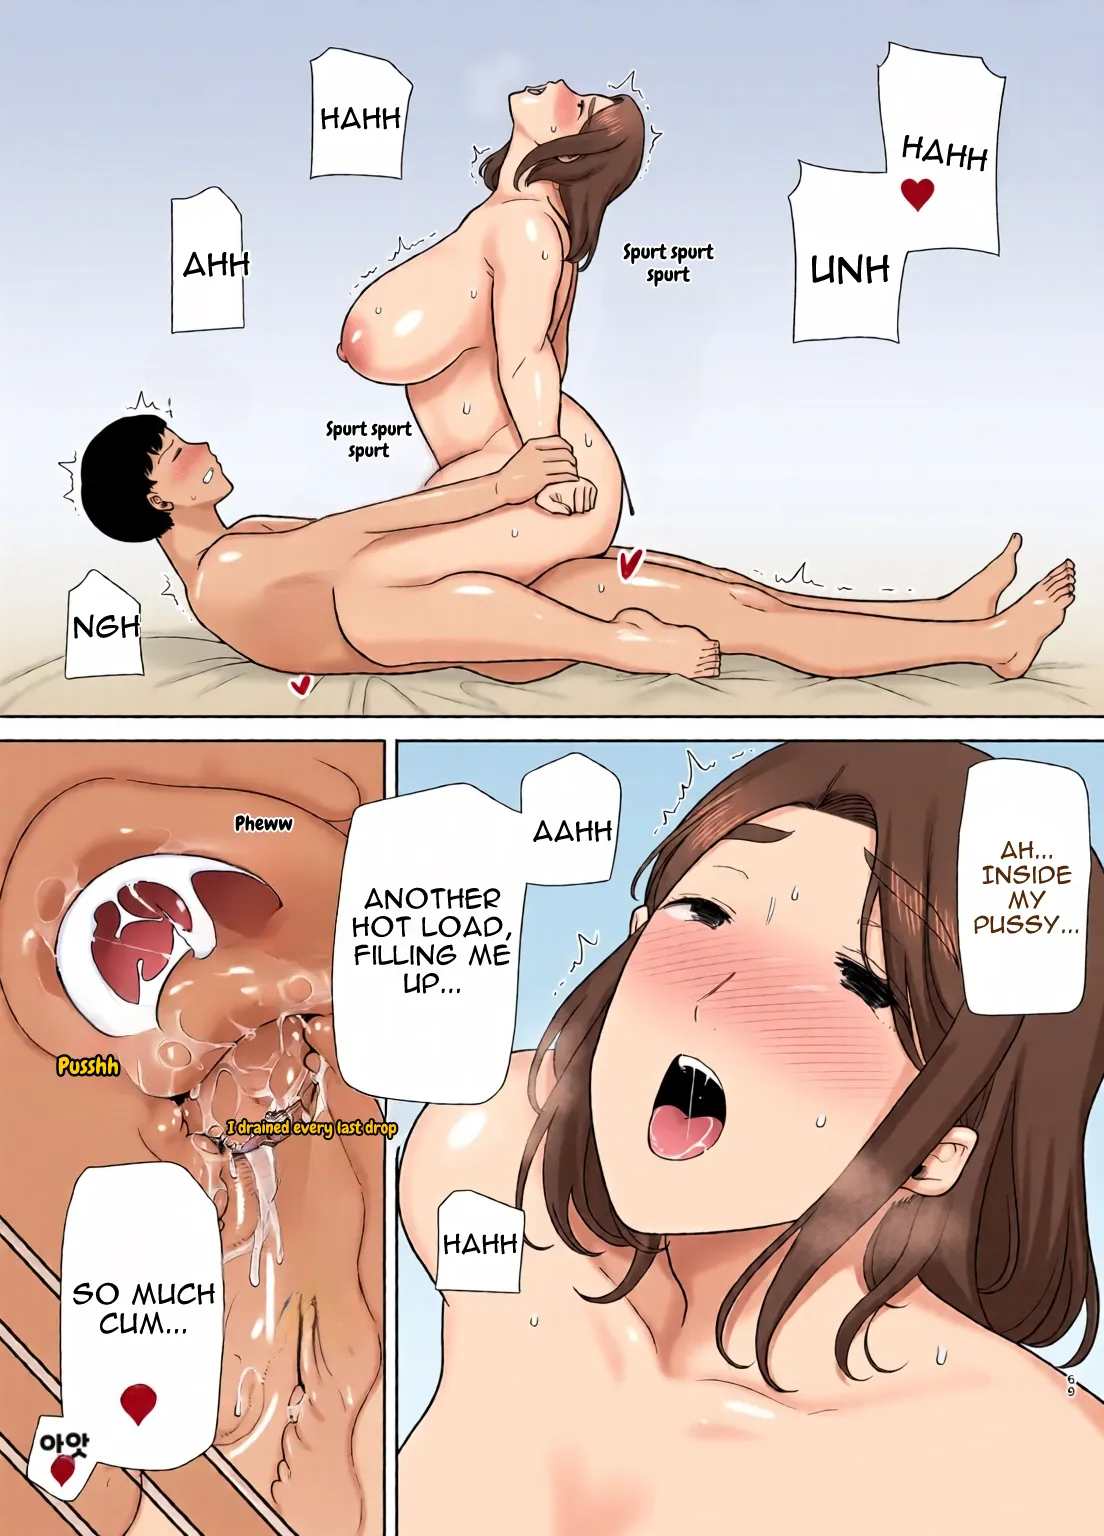 HAHH
HAHH
UNH
AHH
Spurt spurt
spurt
Spurt spurt
spurt
NGH
Pheww
AAHH
ANOTHER
HOT LOAD,
FILLING ME
UP...
AH...
INSIDE
MY
PUSSY...
Pusshh
I drained every last drop
HAHH
SO MUCH
CUM...
아앗
69